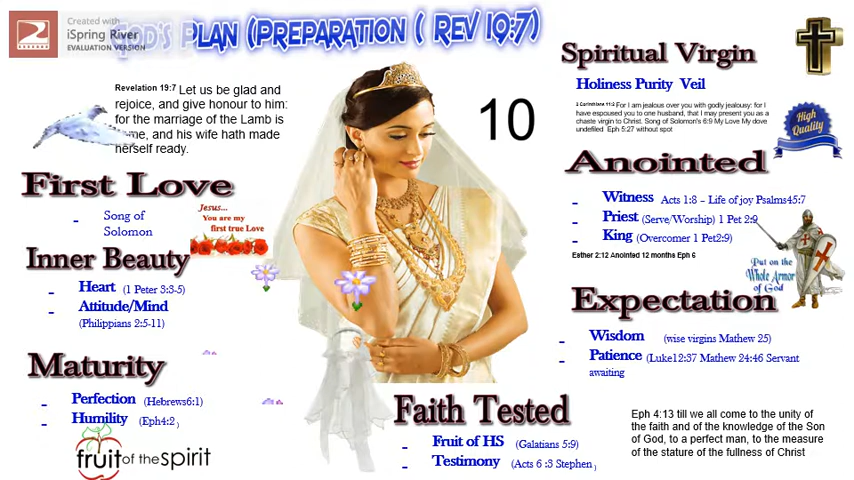 Created with
iSpring River
EVALUATION VERSION
God's Plan (Preparation ( Rev 19:7)
Revelation 19:7 Let us be glad and
rejoice, and give honour to him:
for the marriage of the Lamb is
come, and his wife hath made
herself ready.
First Love
- Song of
Solomon
Jesus...
You are my
first true Love
Inner Beauty
- Heart (1 Peter 3:3-5)
- Attitude/Mind
(Philippians 2:5-11)
Maturity
- Perfection (Hebrews6:1)
- Humility (Eph4:2)
fruit of the spirit
10
Faith Tested
- Fruit of HS (Galatians 5:9)
- Testimony (Acts 6 :3 Stephen )
Spiritual Virgin
Holiness Purity Veil
2 Corinthians 11:2 For I am jealous over you with godly jealousy: for I
have espoused you to one husband, that I may present you as a
chaste virgin to Christ. Song of Solomon's 6:9 My Love My dove
undefiled Eph 5:27 without spot
High
Quality
Anointed
- Witness Acts 1:8 – Life of joy Psalms45:7
- Priest (Serve/Worship) 1 Pet 2:9
- King (Overcomer 1 Pet2:9)
Esther 2:12 Anointed 12 months Eph 6
Put on the
Whole Armor
of God
Expectation
- Wisdom (wise virgins Mathew 25)
- Patience (Luke12:37 Mathew 24:46 Servant
awaiting
Eph 4:13 till we all come to the unity of
the faith and of the knowledge of the Son
of God, to a perfect man, to the measure
of the stature of the fullness of Christ